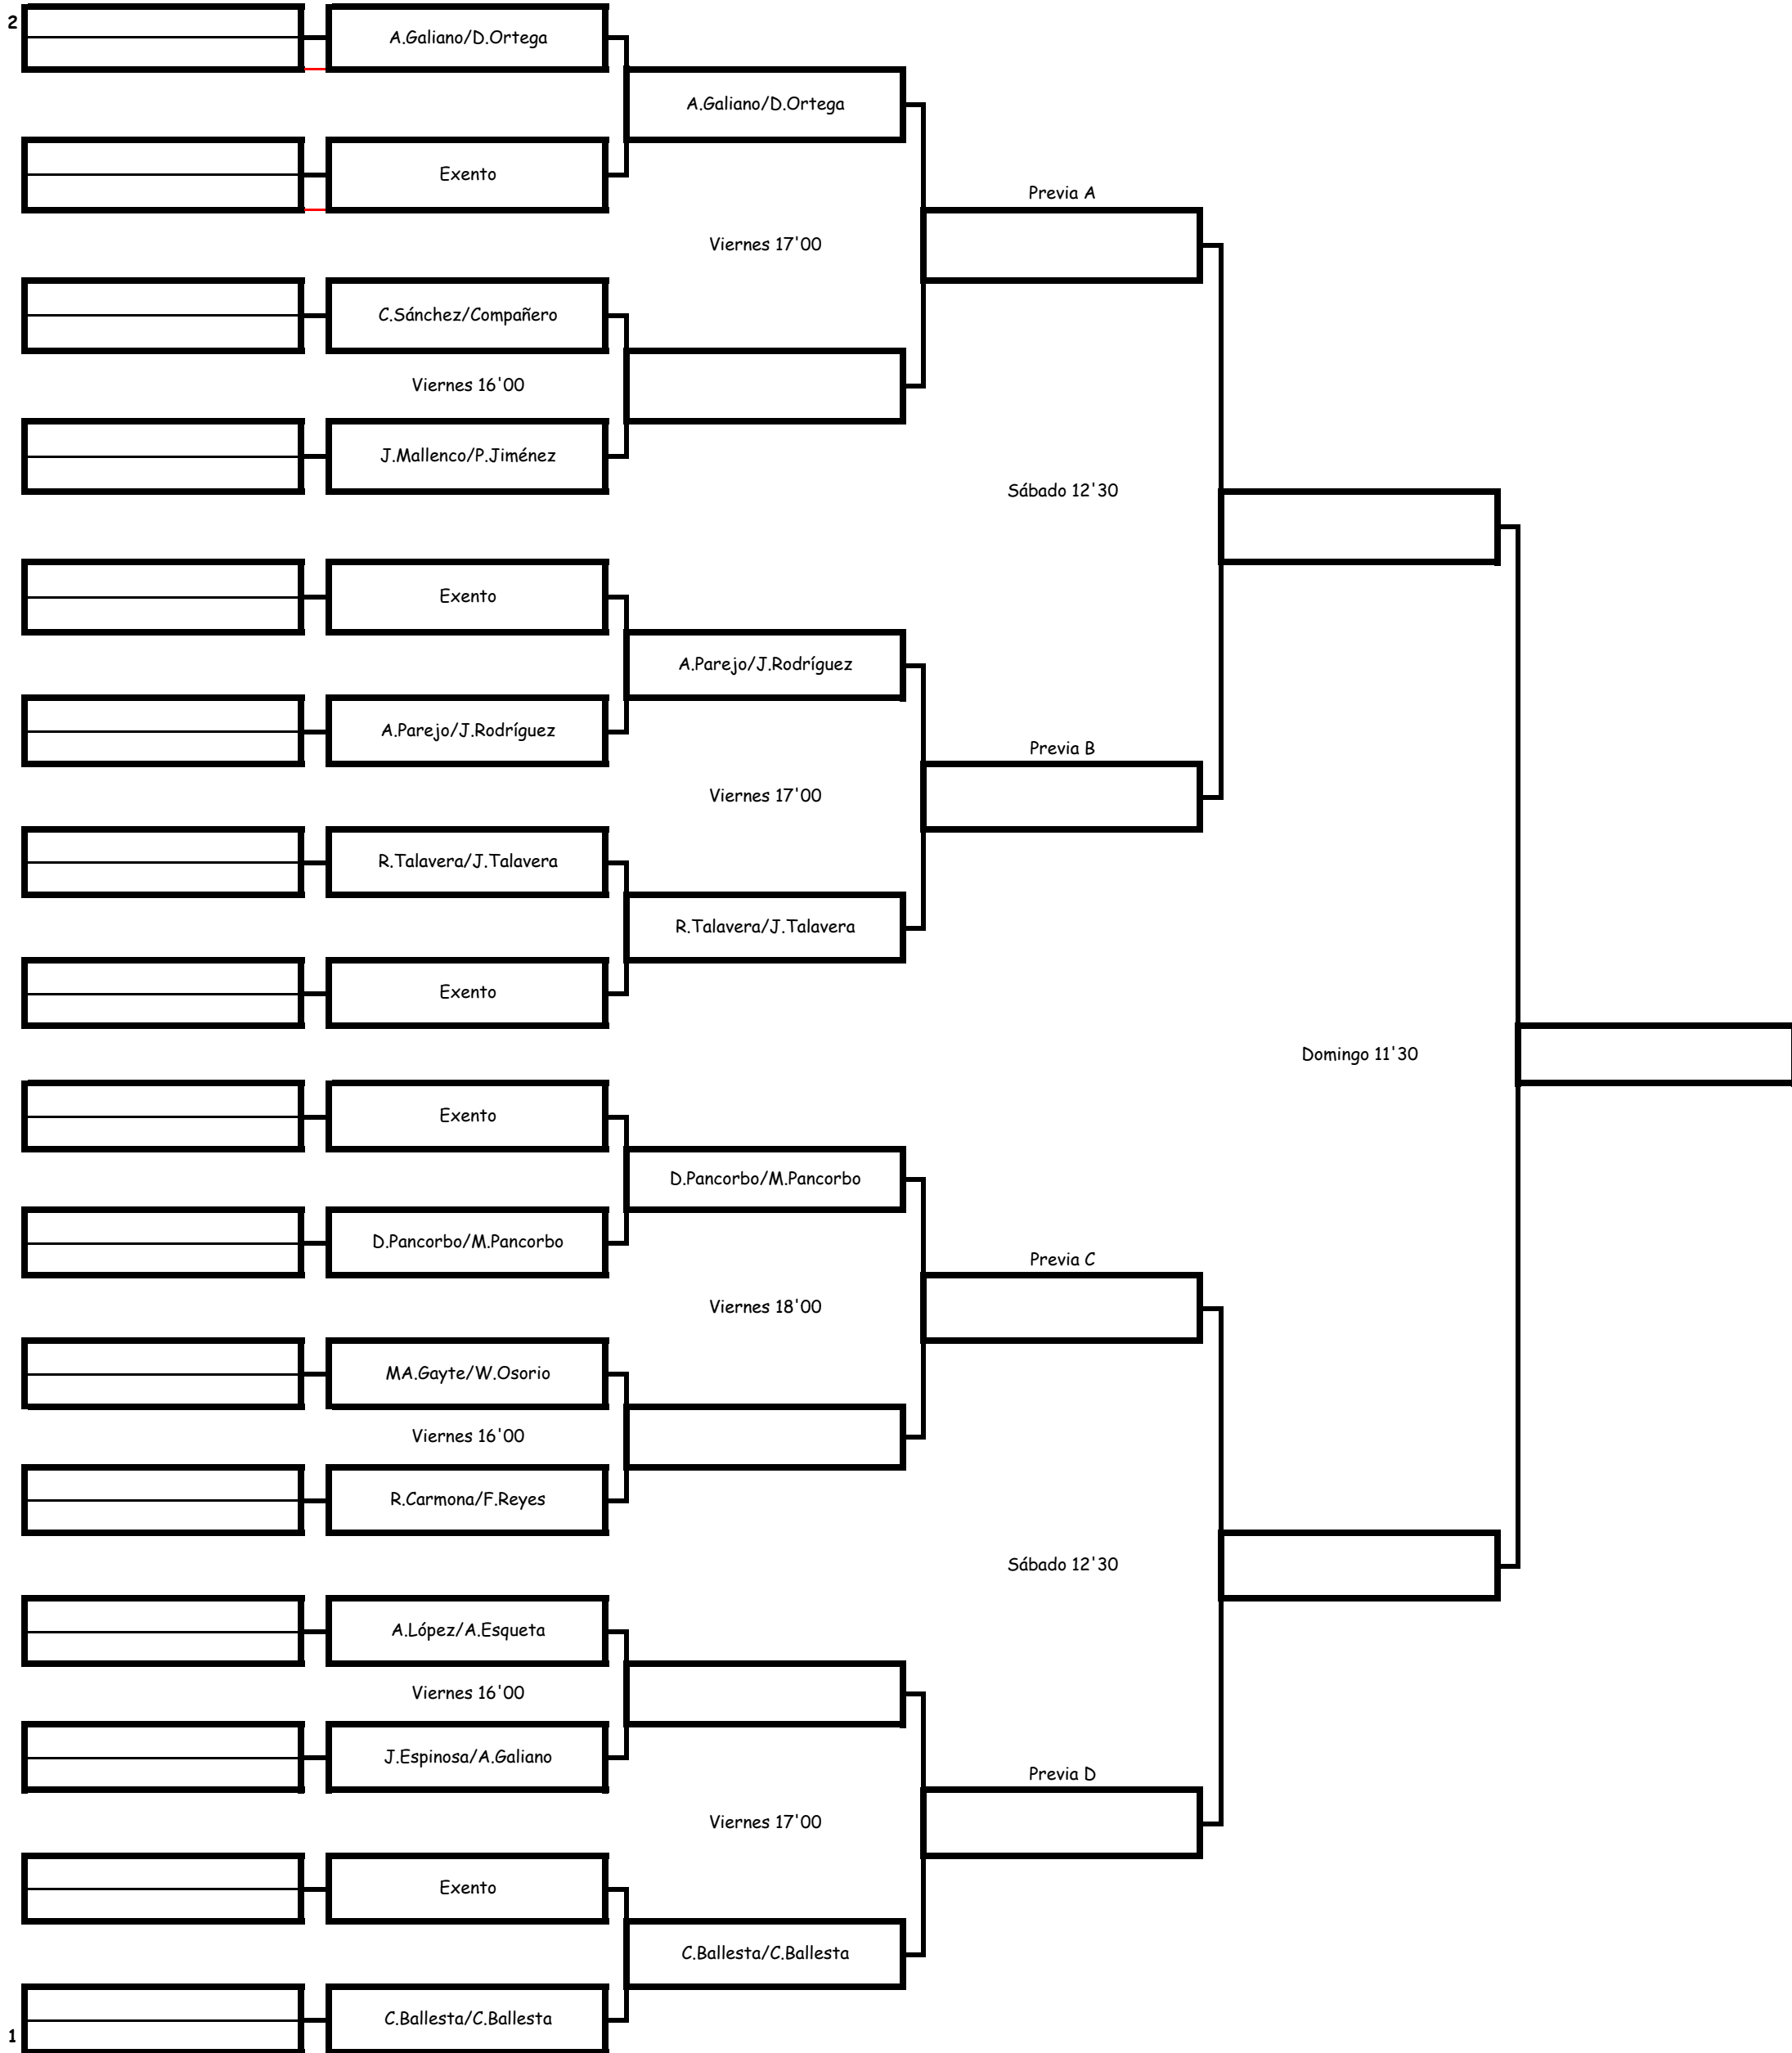 2
A.Galiano/D.Ortega
A.Galiano/D.Ortega
Exento
Previa A
Viernes 17'00
C.Sánchez/Compañero
Viernes 16'00
J.Mallenco/P.Jiménez
Sábado 12'30
Exento
A.Parejo/J.Rodríguez
A.Parejo/J.Rodríguez
Previa B
Viernes 17'00
R.Talavera/J.Talavera
R.Talavera/J.Talavera
Exento
Domingo 11'30
Exento
D.Pancorbo/M.Pancorbo
D.Pancorbo/M.Pancorbo
Previa C
Viernes 18'00
MA.Gayte/W.Osorio
Viernes 16'00
R.Carmona/F.Reyes
Sábado 12'30
A.López/A.Esqueta
Viernes 16'00
J.Espinosa/A.Galiano
Previa D
Viernes 17'00
Exento
C.Ballesta/C.Ballesta
C.Ballesta/C.Ballesta
1